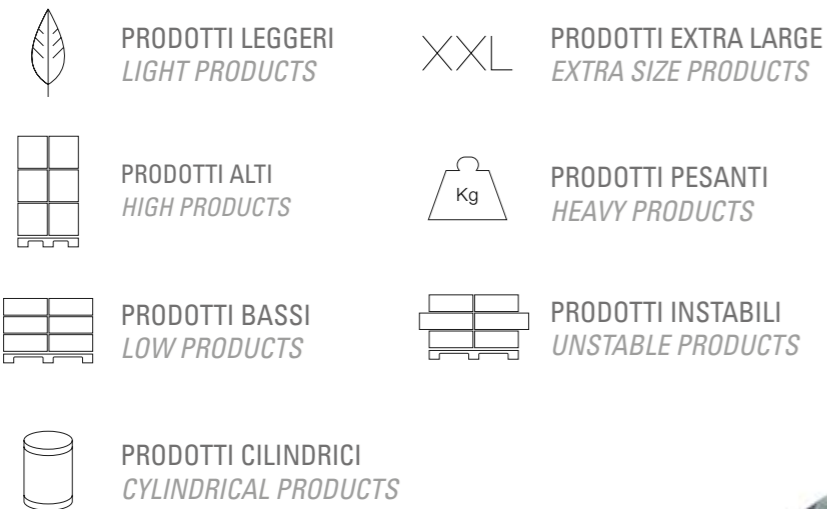 PRODOTTI LEGGERI
LIGHT PRODUCTS
XXL
PRODOTTI EXTRA LARGE
EXTRA SIZE PRODUCTS
PRODOTTI ALTI
HIGH PRODUCTS
Kg
PRODOTTI PESANTI
HEAVY PRODUCTS
PRODOTTI BASSI
LOW PRODUCTS
PRODOTTI INSTABILI
UNSTABLE PRODUCTS
PRODOTTI CILINDRICI
CYLINDRICAL PRODUCTS